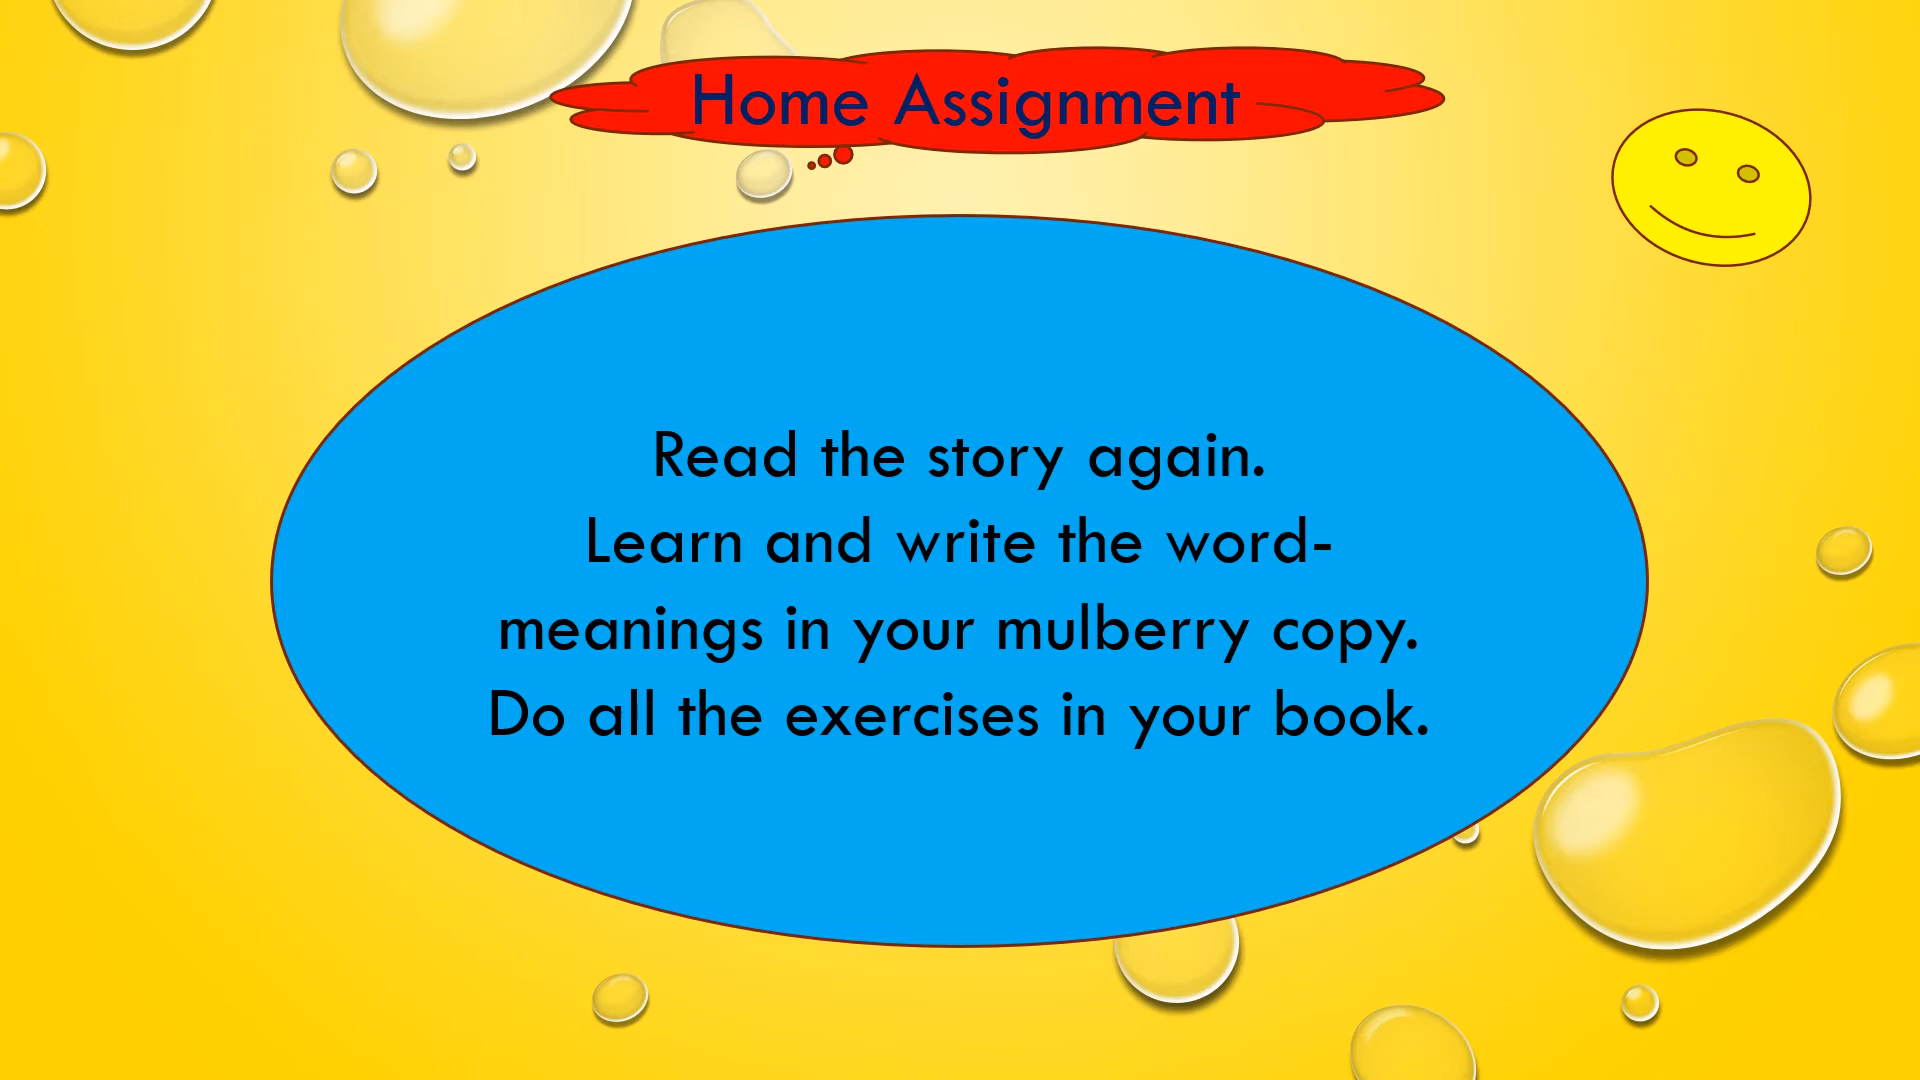 Home Assignment
Read the story again.
Learn and write the word-
meanings in your mulberry copy.
Do all the exercises in your book.